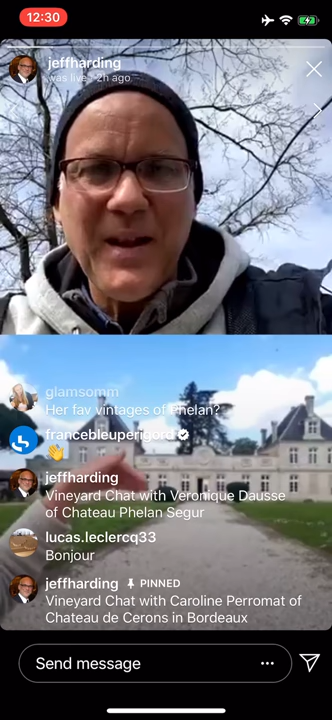 12:30
jeffharding
was live · 2h ago
glamsomm
Her fav vintages of Phelan?
francebleuperigord
jeffharding
Vineyard Chat with Veronique Dausse
of Chateau Phelan Segur
lucas.leclercq33
Bonjour
jeffharding PINNED
Vineyard Chat with Caroline Perromat of
Chateau de Cerons in Bordeaux
Send message